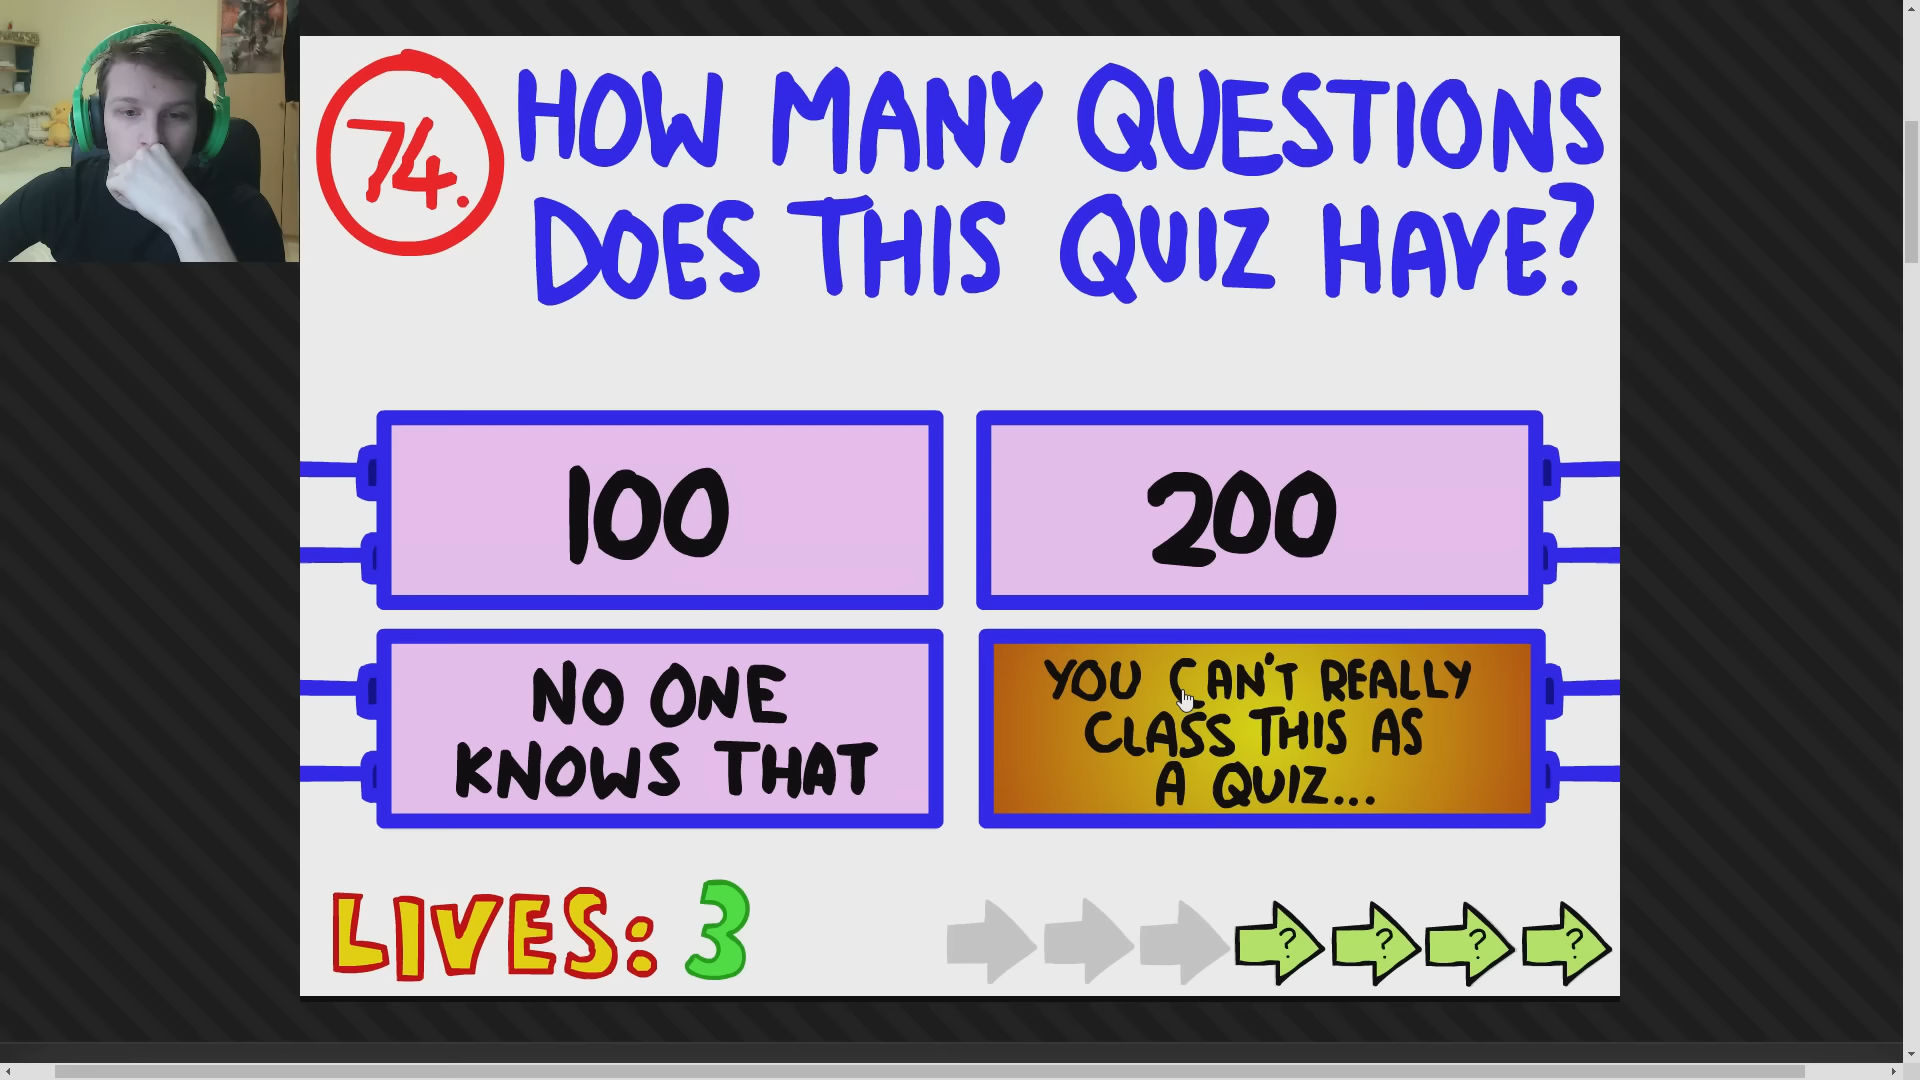 74.
HOW MANY QUESTIONS
DOES THIS QUIZ HAVE?
100
200
NO ONE
KNOWS THAT
YOU CAN'T REALLY
CLASS THIS AS
A QUIZ...
LIVES: 3
? ? ? ?